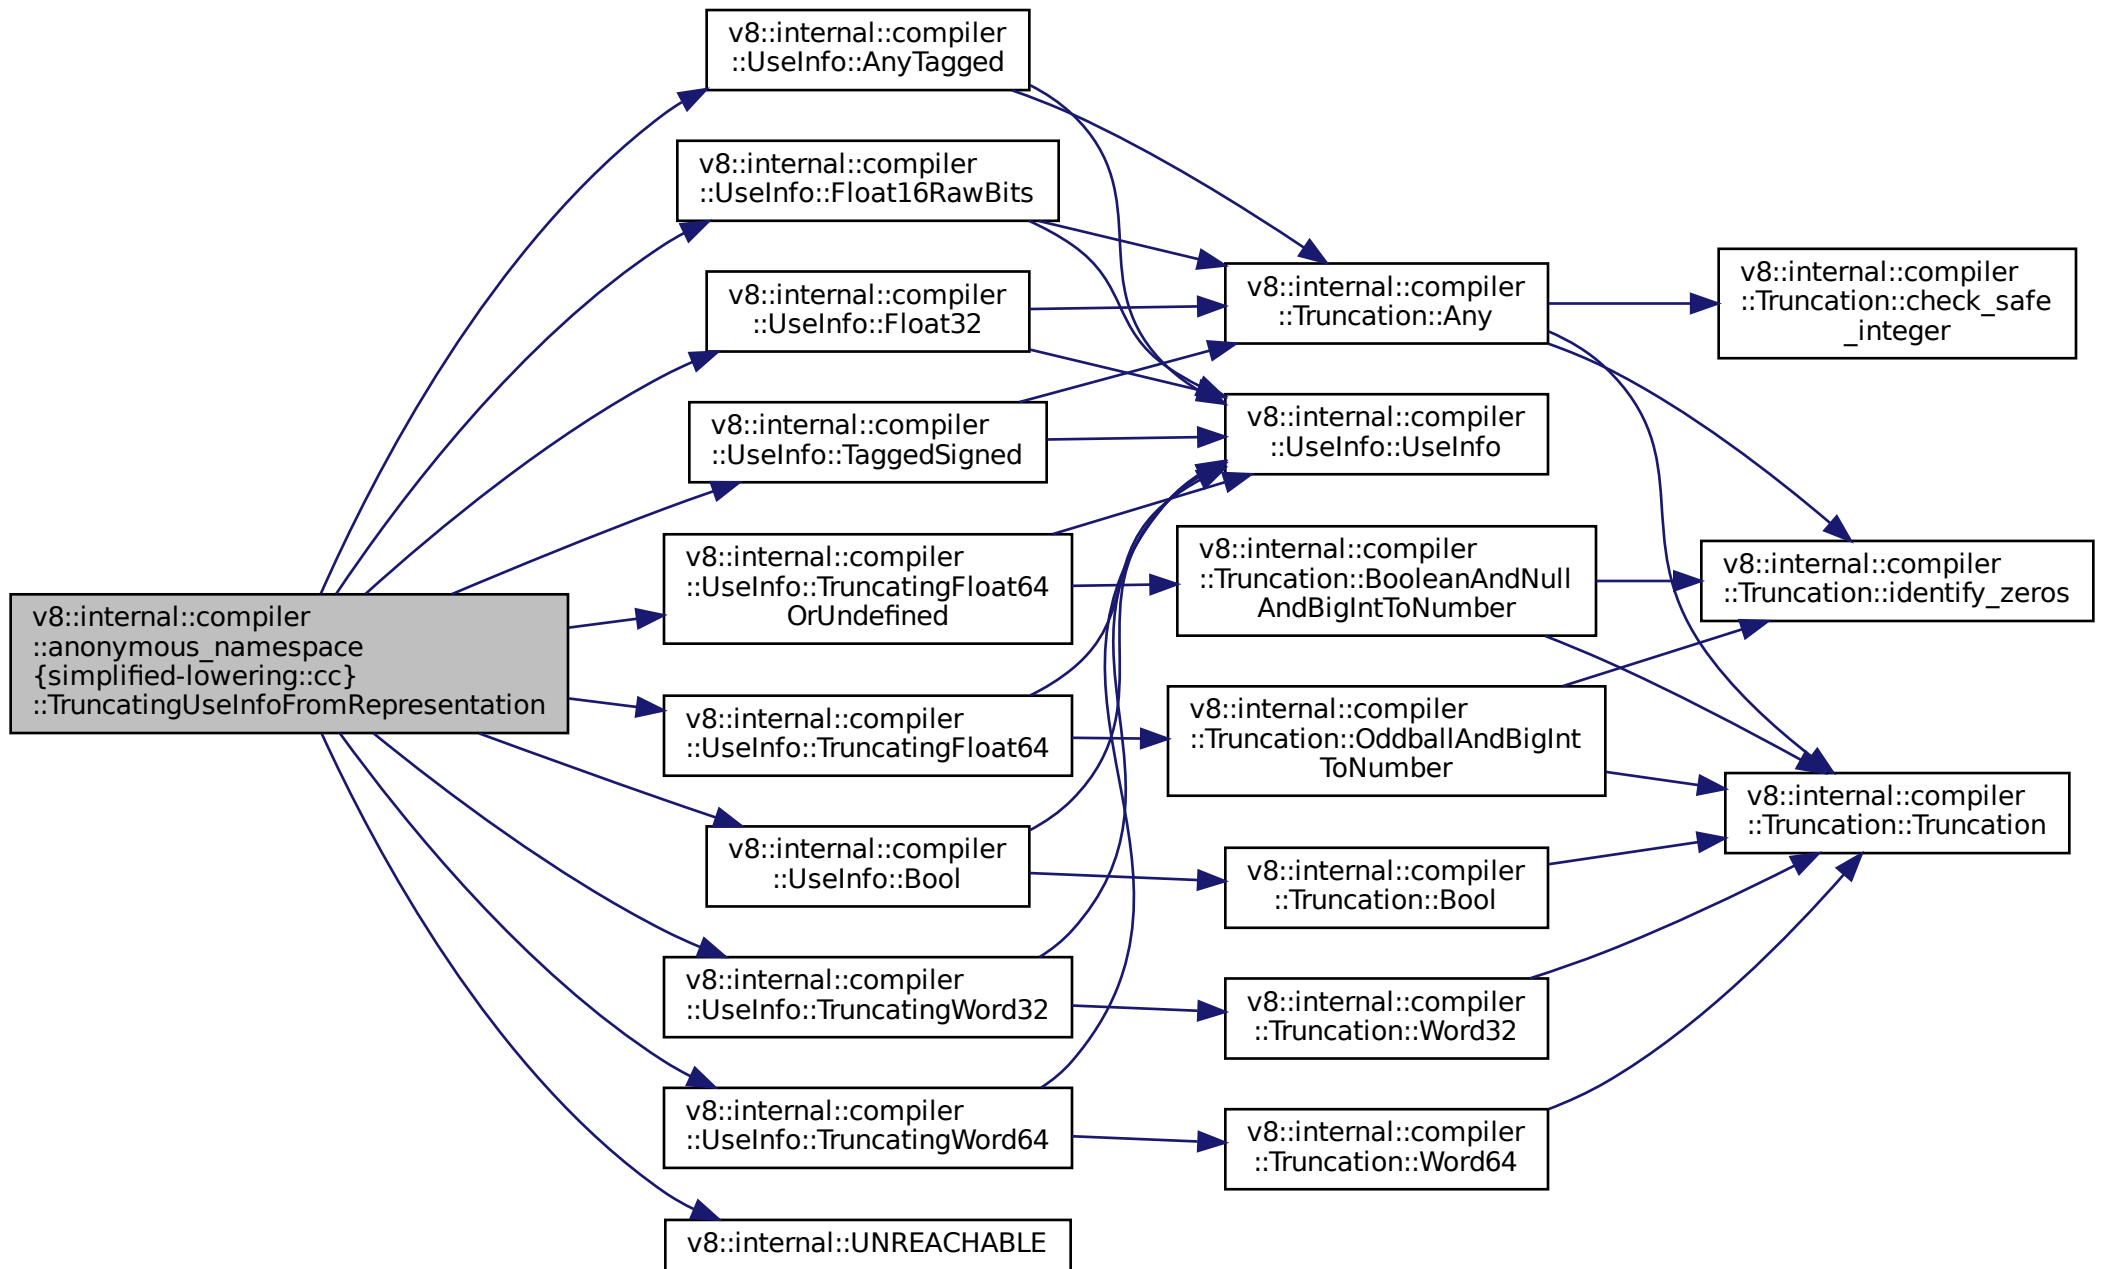 v8::internal::compiler
::UseInfo::AnyTagged
v8::internal::compiler
::UseInfo::Float16RawBits
v8::internal::compiler
::UseInfo::Float32
v8::internal::compiler
::UseInfo::TaggedSigned
v8::internal::compiler
::UseInfo::TruncatingFloat64
OrUndefined
v8::internal::compiler
::anonymous_namespace
{simplified-lowering::cc}
::TruncatingUseInfoFromRepresentation
v8::internal::compiler
::UseInfo::TruncatingFloat64
v8::internal::compiler
::UseInfo::Bool
v8::internal::compiler
::UseInfo::TruncatingWord32
v8::internal::compiler
::UseInfo::TruncatingWord64
v8::internal::UNREACHABLE
v8::internal::compiler
::Truncation::Any
v8::internal::compiler
::UseInfo::UseInfo
v8::internal::compiler
::Truncation::BooleanAndNull
AndBigIntToNumber
v8::internal::compiler
::Truncation::OddballAndBigInt
ToNumber
v8::internal::compiler
::Truncation::Bool
v8::internal::compiler
::Truncation::Word32
v8::internal::compiler
::Truncation::Word64
v8::internal::compiler
::Truncation::check_safe
_integer
v8::internal::compiler
::Truncation::identify_zeros
v8::internal::compiler
::Truncation::Truncation